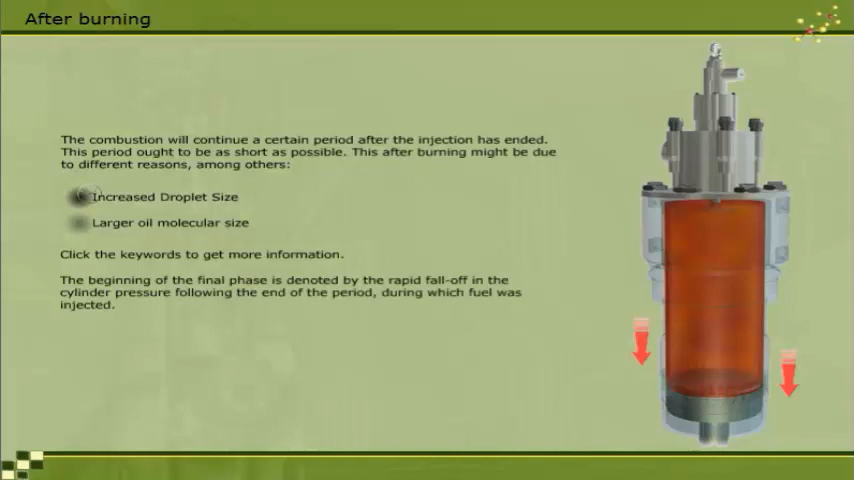 After burning
The combustion will continue a certain period after the injection has ended.
This period ought to be as short as possible. This after burning might be due
to different reasons, among others:
Increased Droplet Size
Larger oil molecular size
Click the keywords to get more information.
The beginning of the final phase is denoted by the rapid fall-off in the
cylinder pressure following the end of the period, during which fuel was
injected.